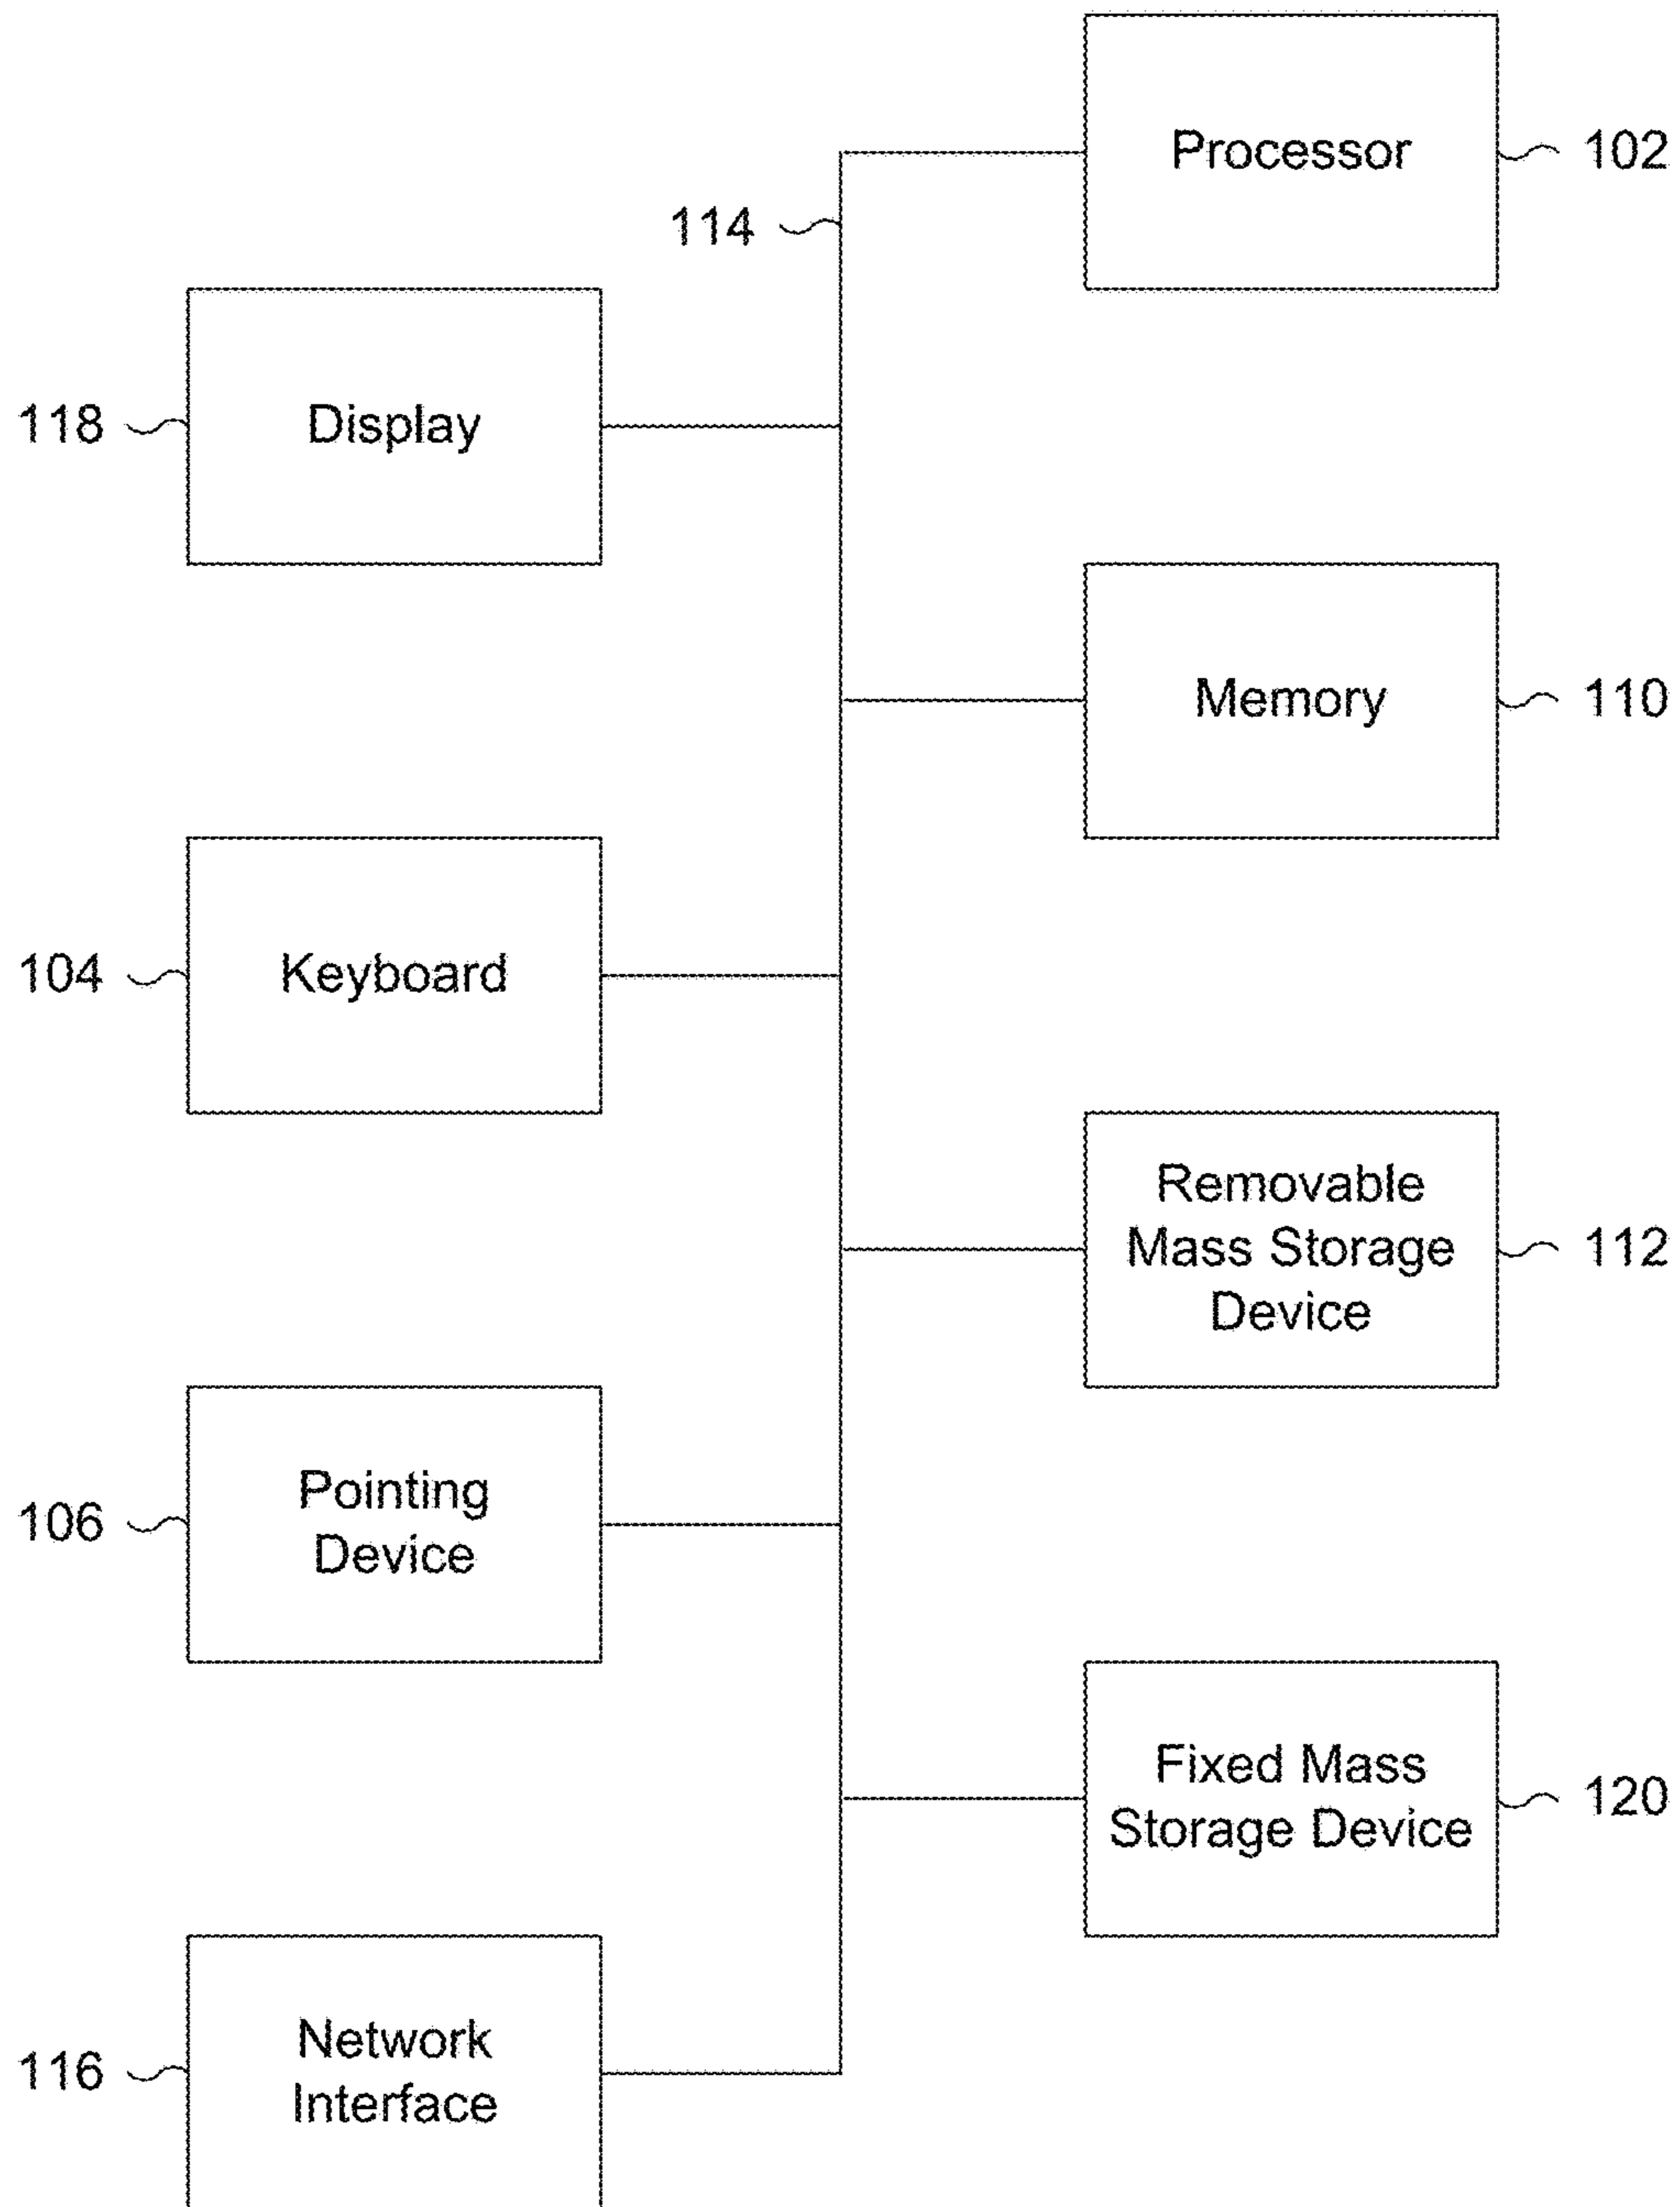 Processor
102
114
118
Display
Memory
110
104
Keyboard
Removable
Mass Storage
Device
112
106
Pointing
Device
Fixed Mass
Storage Device
120
116
Network
Interface